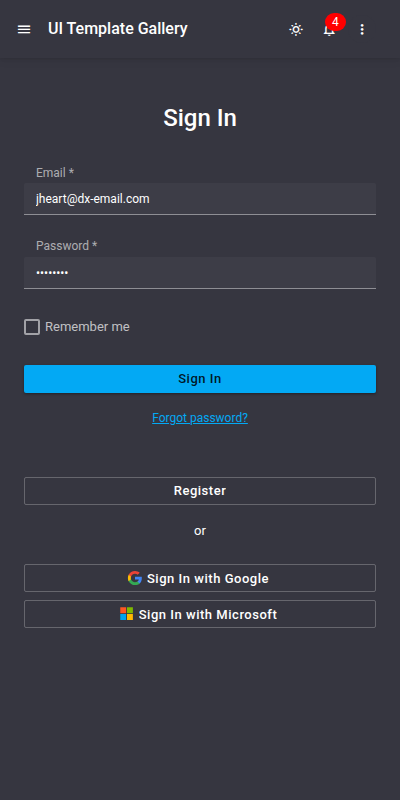 UI Template Gallery
4
Sign In
Email *
jheart@dx-email.com
Password *
••••••••
Remember me
Sign In
Forgot password?
Register
or
Sign In with Google
Sign In with Microsoft